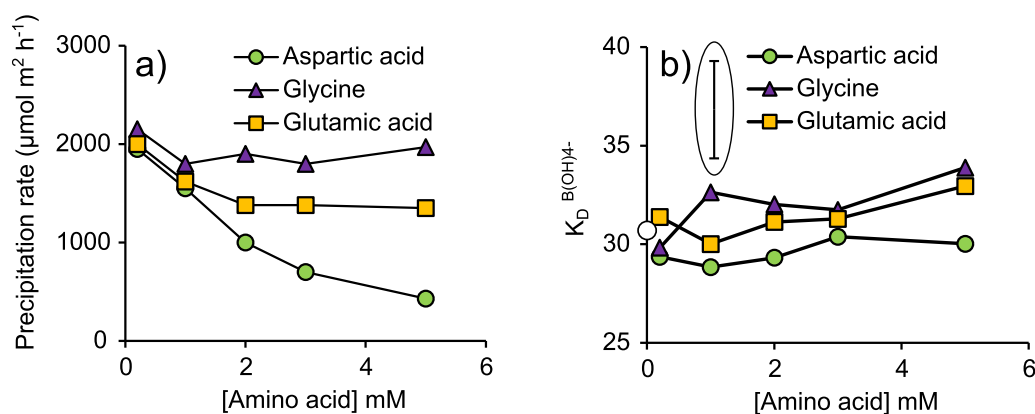 a)
Aspartic acid
Glycine
Glutamic acid
Precipitation rate (µmol m² h⁻¹)
3000
2000
1000
0
0 2 4 6
[Amino acid] mM
b)
Aspartic acid
Glycine
Glutamic acid
K_D ^B(OH)4-
40
35
30
25
0 2 4 6
[Amino acid] mM